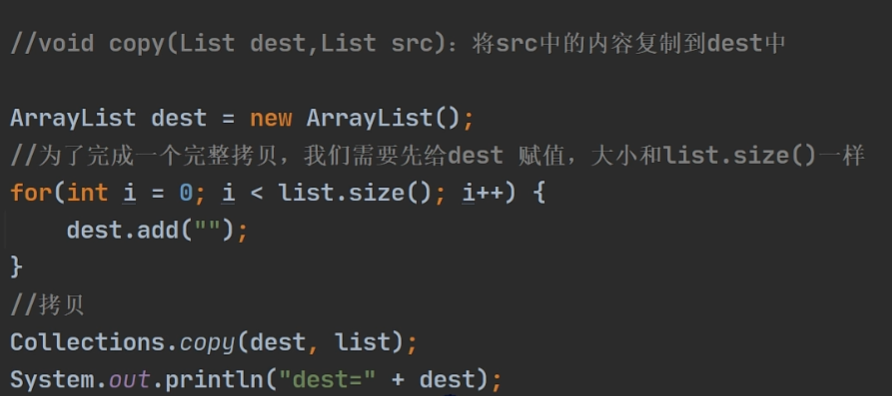 //void copy(List dest,List src)：将src中的内容复制到dest中
ArrayList dest = new ArrayList();
//为了完成一个完整拷贝，我们需要先给dest 赋值，大小和list.size()一样
for(int i = 0; i < list.size(); i++) {
    dest.add("");
}
//拷贝
Collections.copy(dest, list);
System.out.println("dest=" + dest);